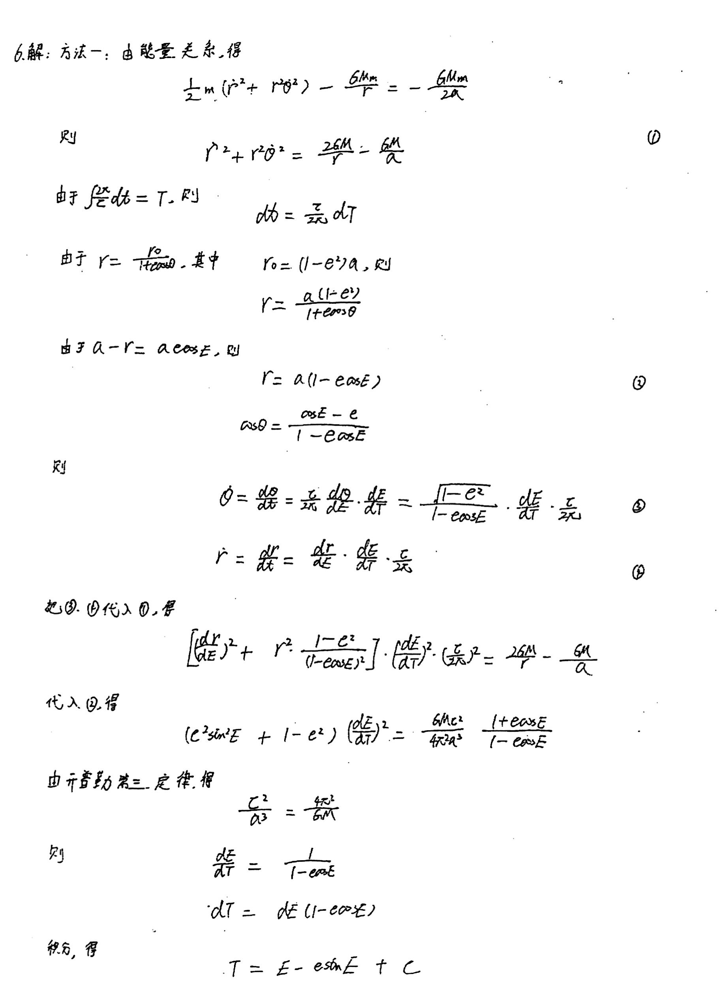 6.解：方法一：由能量关系，得
$\frac{1}{2}m(\dot{r}^2+r^2\dot{\theta}^2)-\frac{GMm}{r}=-\frac{GMm}{2a}$
则 ①
$\dot{r}^2+r^2\dot{\theta}^2=\frac{2GM}{r}-\frac{GM}{a}$
由于 $\int\frac{2\pi}{\tau}dt=T$，则
$dt=\frac{\tau}{2\pi}dT$
由于 $r=\frac{r_0}{1+e\cos\theta}$，其中 $r_0=(1-e^2)a$，则
$r=\frac{a(1-e^2)}{1+e\cos\theta}$
由于 $a-r=ae\cos E$，则
$r=a(1-e\cos E)$ ②
$\cos\theta=\frac{\cos E-e}{1-e\cos E}$
则
$\dot{\theta}=\frac{d\theta}{dt}=\frac{\tau}{2\pi}\frac{d\theta}{dE}\cdot\frac{dE}{dT}=\frac{\sqrt{1-e^2}}{1-e\cos E}\cdot\frac{dE}{dT}\cdot\frac{\tau}{2\pi}$ ③
$\dot{r}=\frac{dr}{dt}=\frac{dr}{dE}\cdot\frac{dE}{dT}\cdot\frac{\tau}{2\pi}$ ④
把③.④代入①，得
$\left[(\frac{dr}{dE})^2+r^2\cdot\frac{1-e^2}{(1-e\cos E)^2}\right]\cdot(\frac{dE}{dT})^2\cdot(\frac{\tau}{2\pi})^2=\frac{2GM}{r}-\frac{GM}{a}$
代入②，得
$(e^2\sin^2E+1-e^2)(\frac{dE}{dT})^2=\frac{GM\tau^2}{4\pi^2a^3}\frac{1+e\cos E}{1-e\cos E}$
由开普勒第三定律，得
$\frac{\tau^2}{a^3}=\frac{4\pi^2}{GM}$
则 $\frac{dE}{dT}=\frac{1}{1-e\cos E}$
$dT=dE(1-e\cos E)$
积分，得
$T=E-e\sin E+C$